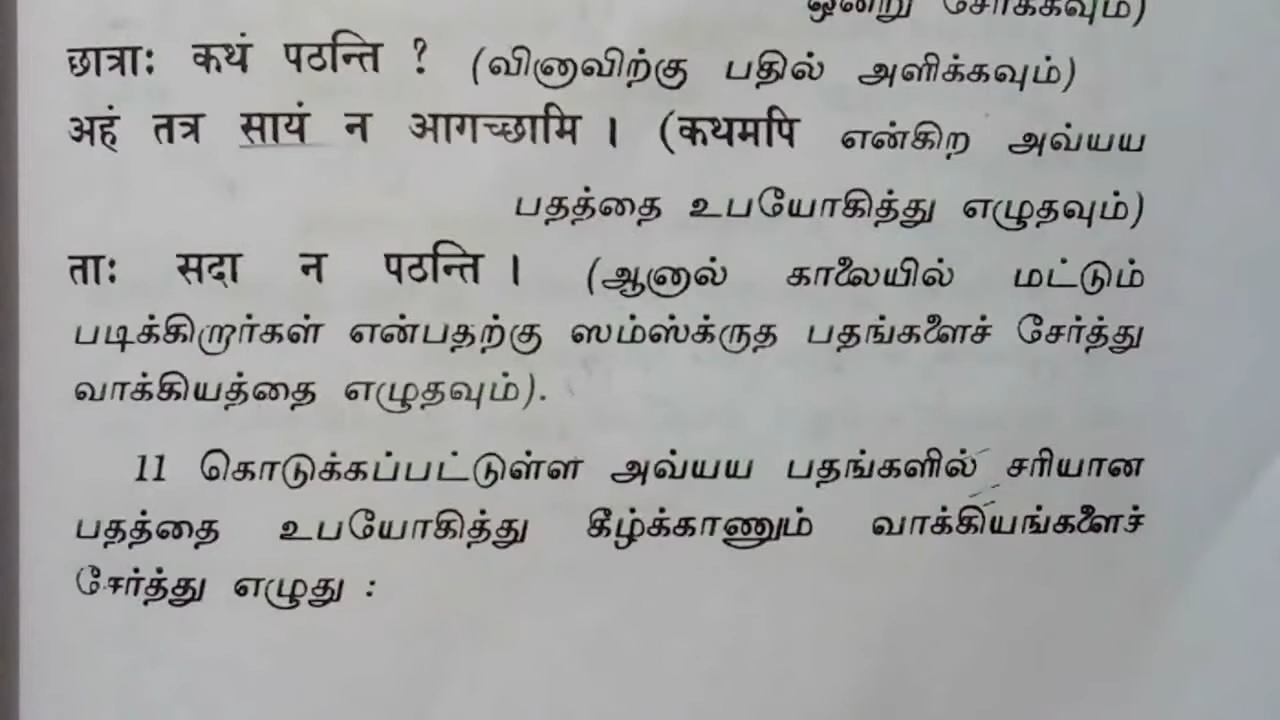 ஒன்று சேர்க்கவும்)
छात्राः कथं पठन्ति ? (வினாவிற்கு பதில் அளிக்கவும்)
अहं तत्र सायं न आगच्छामि । (कथमपि என்கிற அவ்யய
பதத்தை உபயோகித்து எழுதவும்)
ताः सदा न पठन्ति । (ஆனால் காலையில் மட்டும்
படிக்கிறார்கள் என்பதற்கு ஸம்ஸ்க்ருத பதங்களைச் சேர்த்து
வாக்கியத்தை எழுதவும்).
11 கொடுக்கப்பட்டுள்ள அவ்யய பதங்களில் சரியான
பதத்தை உபயோகித்து கீழ்க்காணும் வாக்கியங்களைச்
சேர்த்து எழுது :